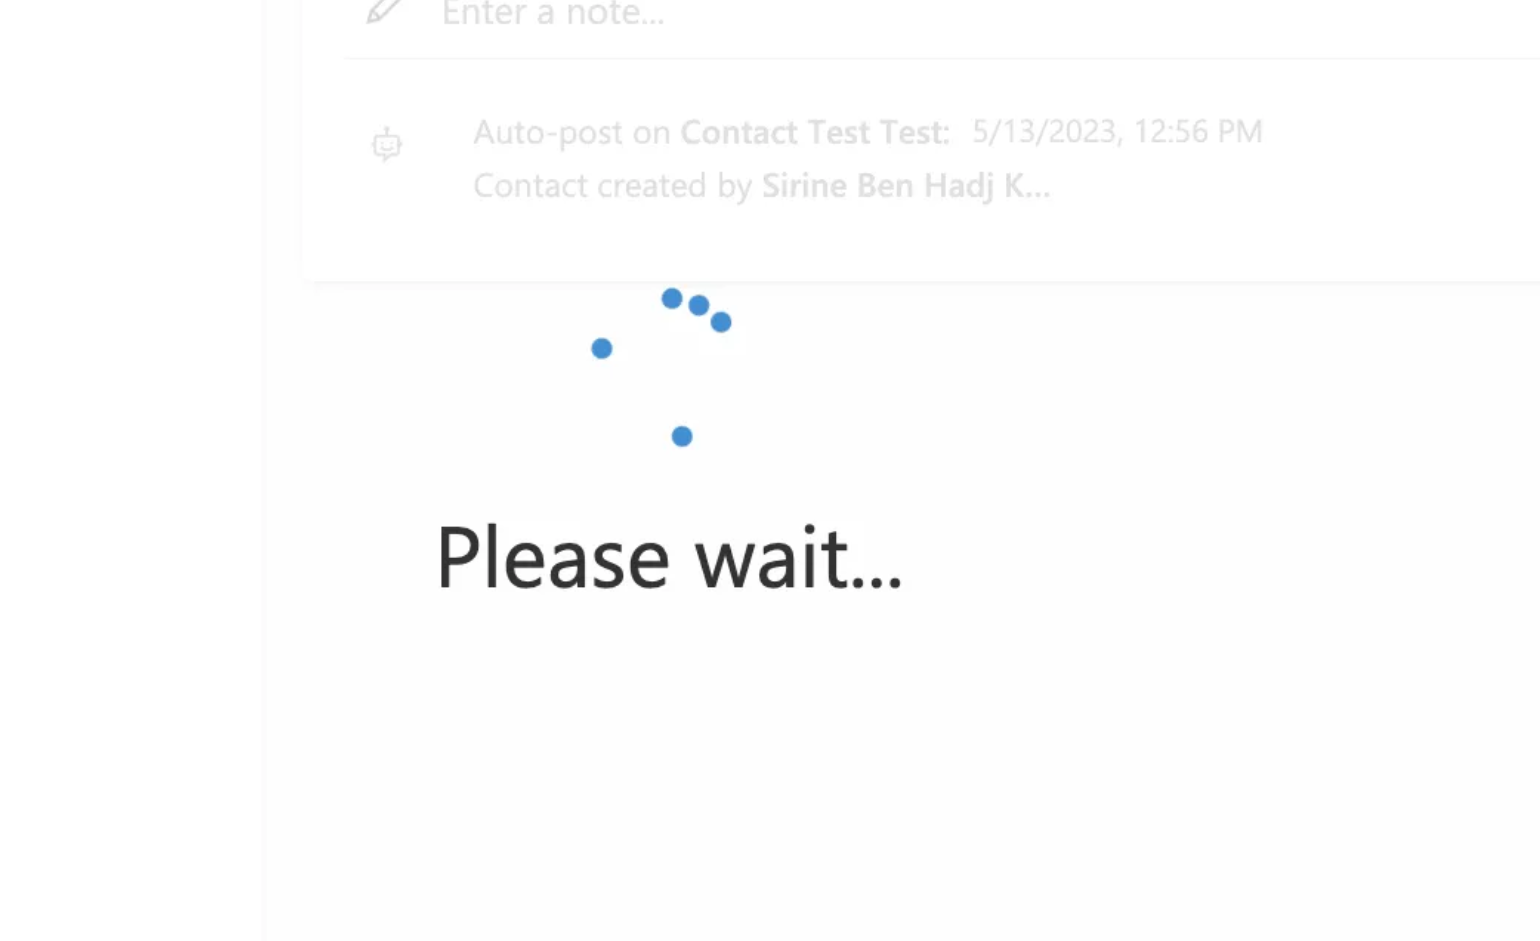 Enter a note...
Auto-post on Contact Test Test: 5/13/2023, 12:56 PM
Contact created by Sirine Ben Hadj K...
Please wait...